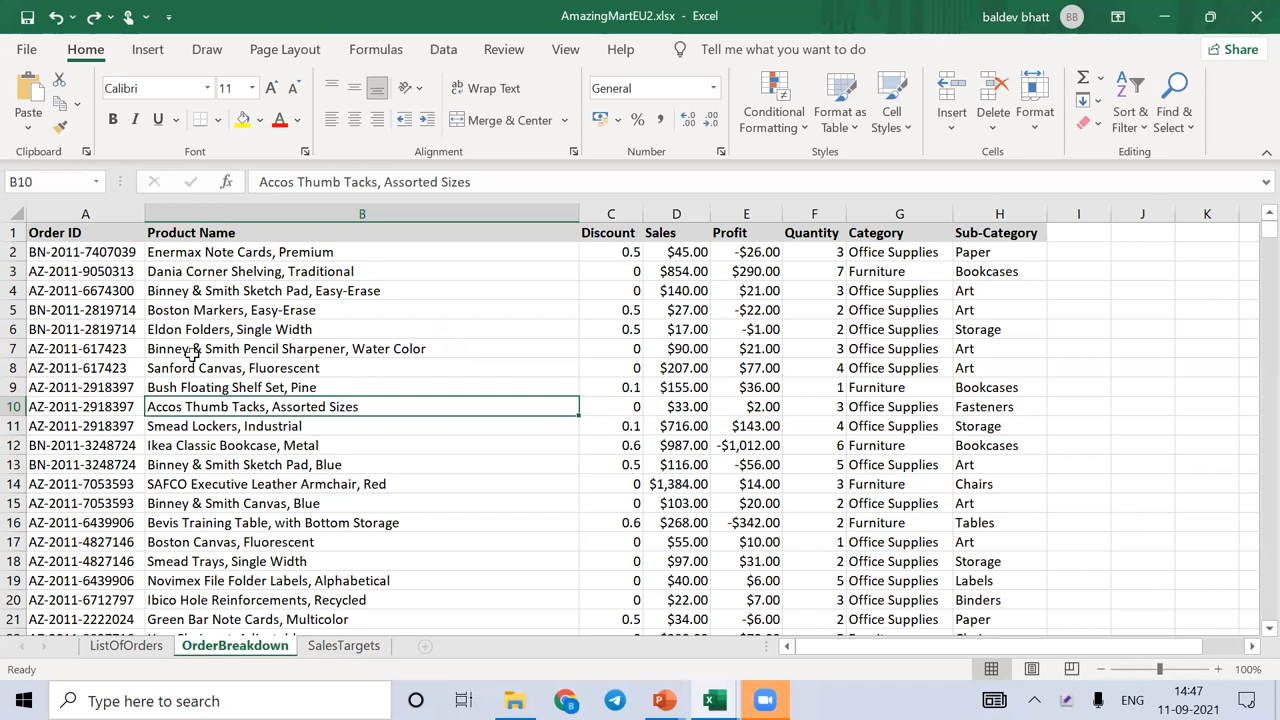 AmazingMartEU2.xlsx - Excel
baldev bhatt BB
File Home Insert Draw Page Layout Formulas Data Review View Help Tell me what you want to do Share
Paste
Calibri 11
Wrap Text
General
Conditional Formatting
Format as Table
Cell Styles
Insert Delete Format
Sort & Filter
Find & Select
B I U A
Merge & Center
Clipboard Font Alignment Number Styles Cells Editing
B10 fx Accos Thumb Tacks, Assorted Sizes
A B C D E F G H I J K
1 Order ID Product Name Discount Sales Profit Quantity Category Sub-Category
2 BN-2011-7407039 Enermax Note Cards, Premium 0.5 $45.00 -$26.00 3 Office Supplies Paper
3 AZ-2011-9050313 Dania Corner Shelving, Traditional 0 $854.00 $290.00 7 Furniture Bookcases
4 AZ-2011-6674300 Binney & Smith Sketch Pad, Easy-Erase 0 $140.00 $21.00 3 Office Supplies Art
5 BN-2011-2819714 Boston Markers, Easy-Erase 0.5 $27.00 -$22.00 2 Office Supplies Art
6 BN-2011-2819714 Eldon Folders, Single Width 0.5 $17.00 -$1.00 2 Office Supplies Storage
7 AZ-2011-617423 Binney & Smith Pencil Sharpener, Water Color 0 $90.00 $21.00 3 Office Supplies Art
8 AZ-2011-617423 Sanford Canvas, Fluorescent 0 $207.00 $77.00 4 Office Supplies Art
9 AZ-2011-2918397 Bush Floating Shelf Set, Pine 0.1 $155.00 $36.00 1 Furniture Bookcases
10 AZ-2011-2918397 Accos Thumb Tacks, Assorted Sizes 0 $33.00 $2.00 3 Office Supplies Fasteners
11 AZ-2011-2918397 Smead Lockers, Industrial 0.1 $716.00 $143.00 4 Office Supplies Storage
12 BN-2011-3248724 Ikea Classic Bookcase, Metal 0.6 $987.00 -$1,012.00 6 Furniture Bookcases
13 BN-2011-3248724 Binney & Smith Sketch Pad, Blue 0.5 $116.00 -$56.00 5 Office Supplies Art
14 AZ-2011-7053593 SAFCO Executive Leather Armchair, Red 0 $1,384.00 $14.00 3 Furniture Chairs
15 AZ-2011-7053593 Binney & Smith Canvas, Blue 0 $103.00 $20.00 2 Office Supplies Art
16 AZ-2011-6439906 Bevis Training Table, with Bottom Storage 0.6 $268.00 -$342.00 2 Furniture Tables
17 AZ-2011-4827146 Boston Canvas, Fluorescent 0 $55.00 $10.00 1 Office Supplies Art
18 AZ-2011-4827146 Smead Trays, Single Width 0 $97.00 $31.00 2 Office Supplies Storage
19 AZ-2011-6439906 Novimex File Folder Labels, Alphabetical 0 $40.00 $6.00 5 Office Supplies Labels
20 AZ-2011-6712797 Ibico Hole Reinforcements, Recycled 0 $22.00 $7.00 3 Office Supplies Binders
21 AZ-2011-2222024 Green Bar Note Cards, Multicolor 0.5 $34.00 -$6.00 2 Office Supplies Paper
ListOfOrders OrderBreakdown SalesTargets
Ready 100%
Type here to search
ENG
14:47
11-09-2021